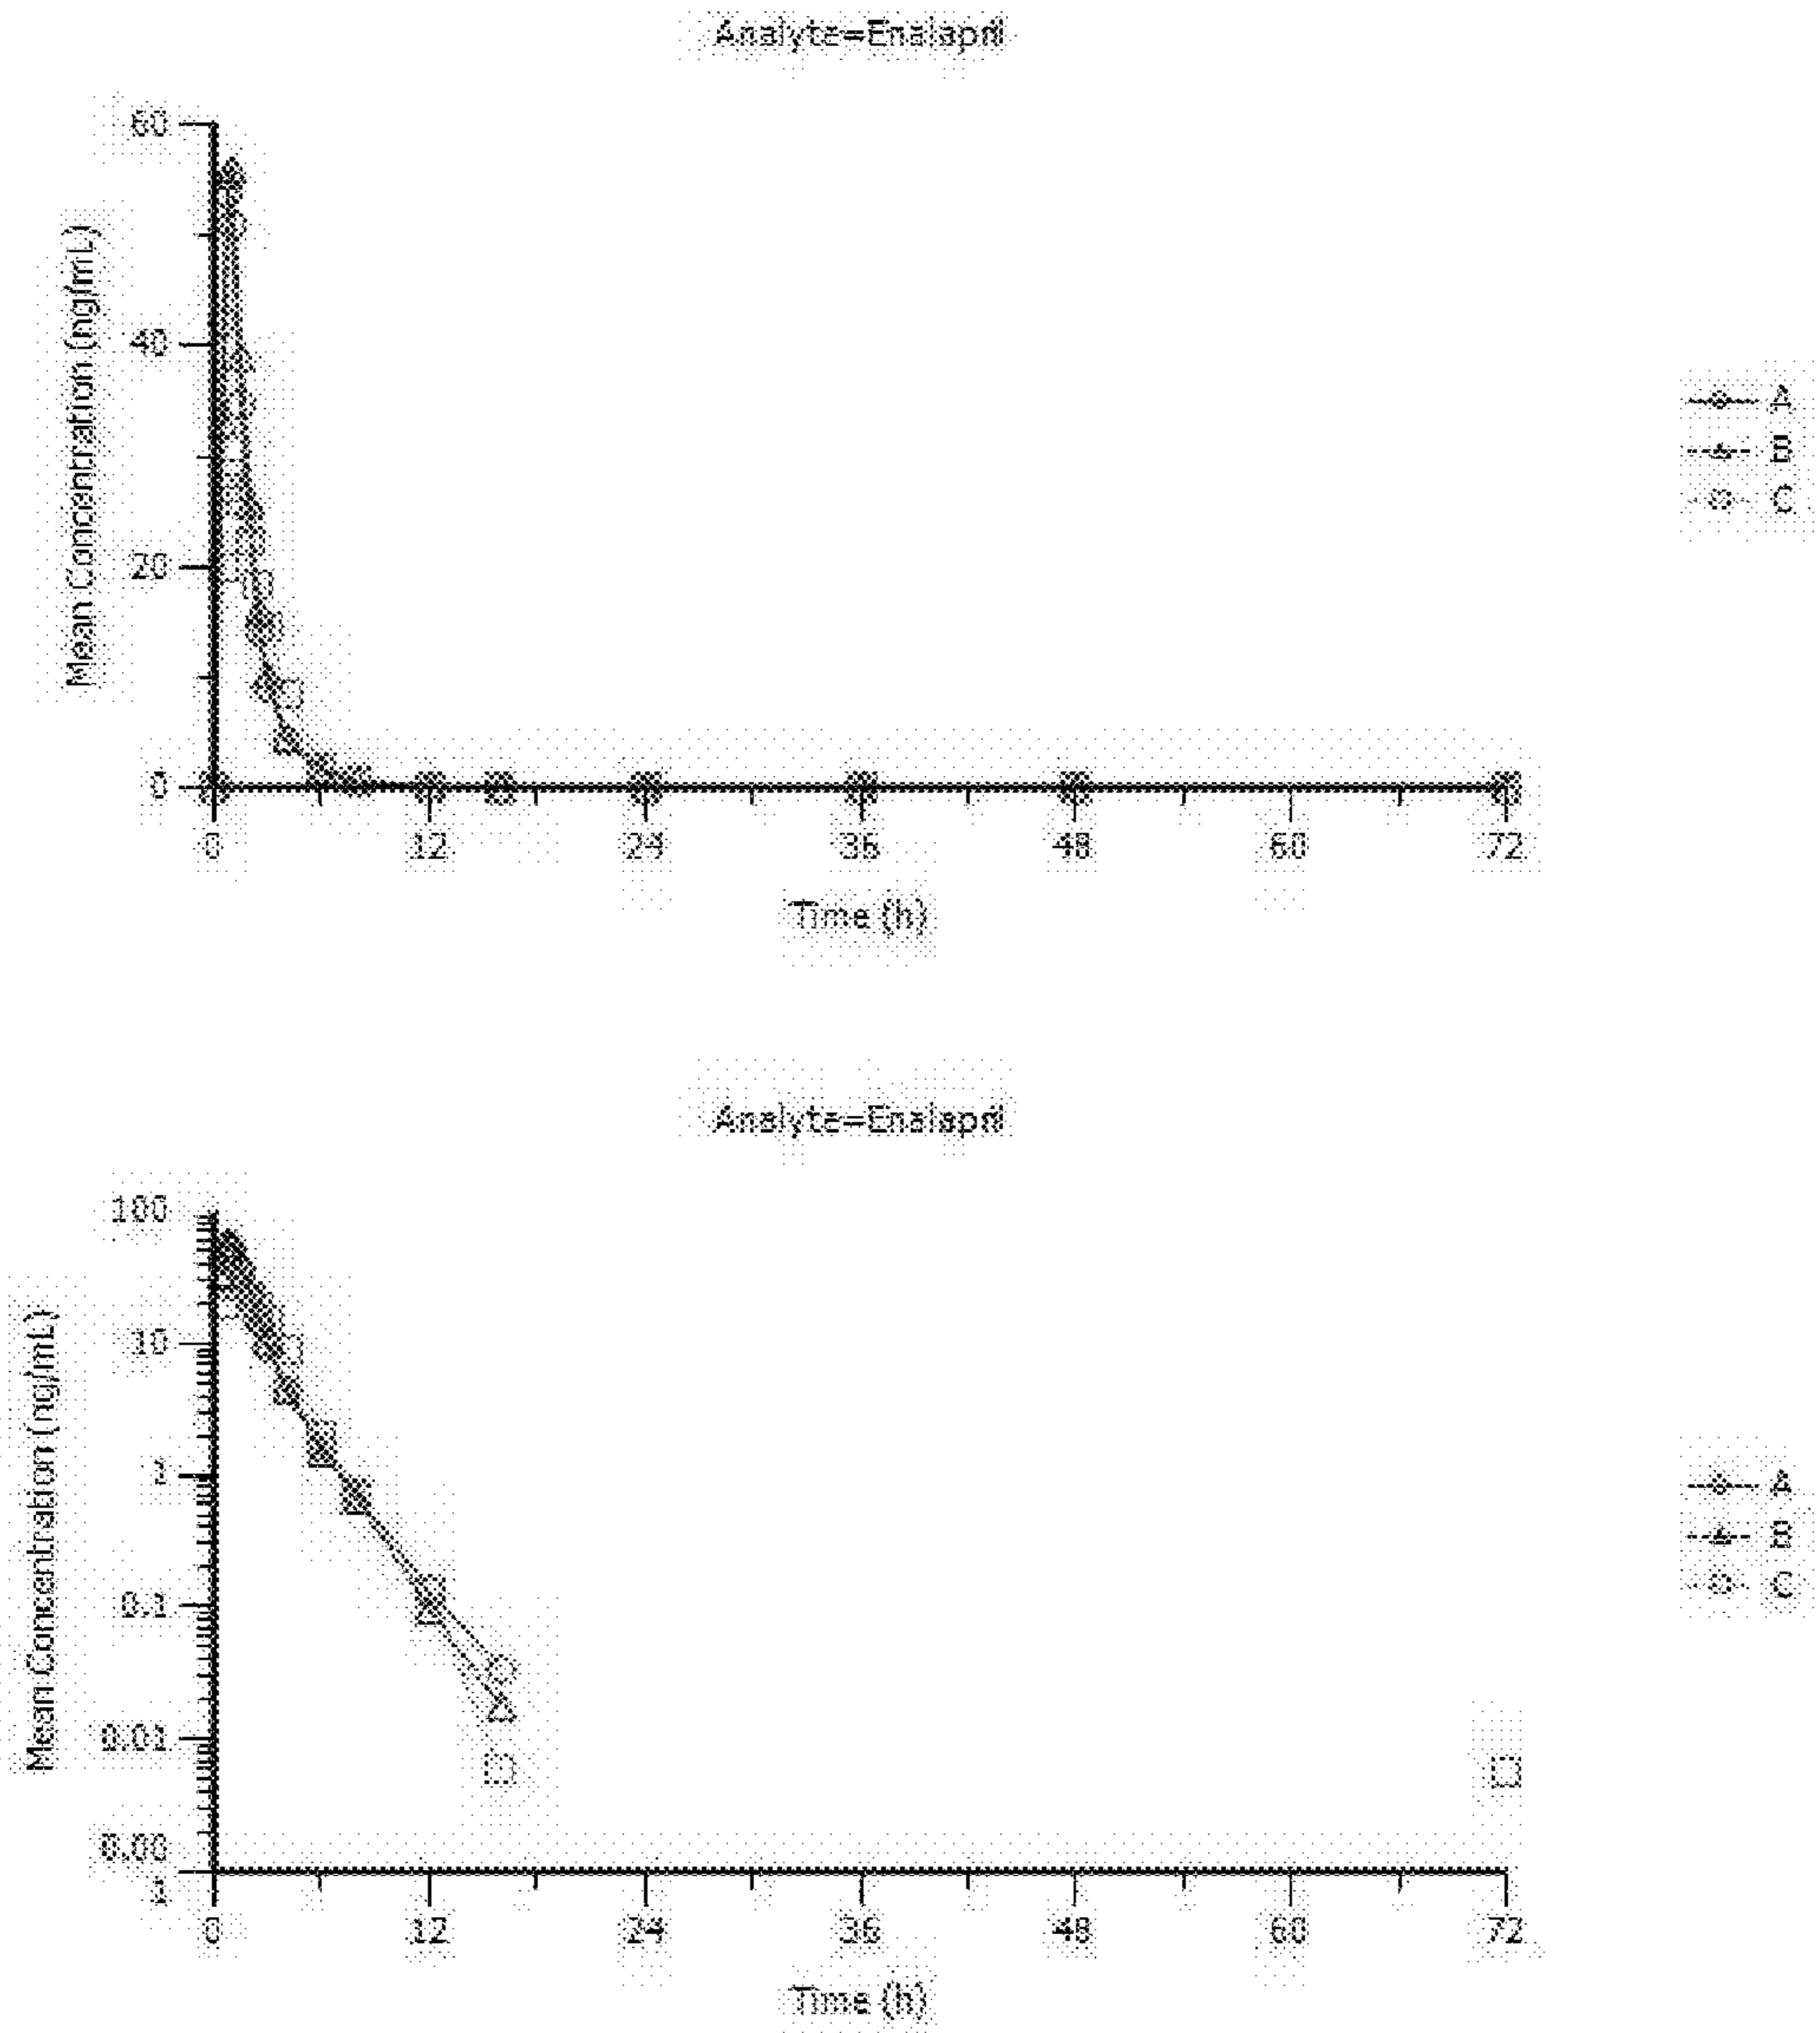 Analyte=Enalapril
60
40
20
0
Mean Concentration (ng/mL)
0 12 24 36 48 60 72
Time (h)
A
B
C
Analyte=Enalapril
100
10
1
0.1
0.01
0.00
1
Mean Concentration (ng/mL)
0 12 24 36 48 60 72
Time (h)
A
B
C